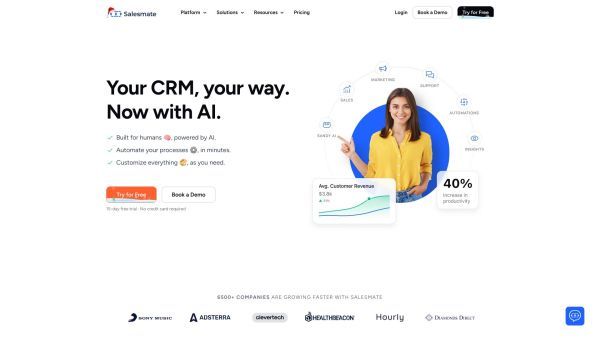 Salesmate
Platform
Solutions
Resources
Pricing
Login
Book a Demo
Try for Free
Your CRM, your way.
Now with AI.
Built for humans 🧠, powered by AI.
Automate your processes ⚙️, in minutes.
Customize everything 🎨, as you need.
Try for Free
Book a Demo
15 day free trial. No credit card required
MARKETING
SUPPORT
SALES
AUTOMATIONS
SANDY AI
INSIGHTS
Avg. Customer Revenue
$3.8k
40%
Increase in
productivity
6500+ COMPANIES ARE GROWING FASTER WITH SALESMATE
SONY MUSIC
ADSTERRA
clevertech
HEALTHBEACON
Hourly
DIAMONDS DIRECT